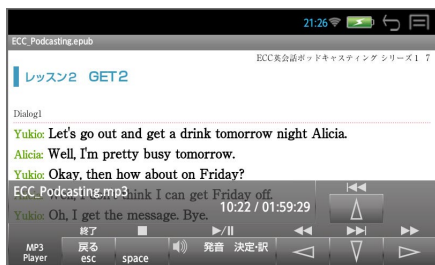 21:26
ECC_Podcasting.epub
ECC英会話ポッドキャスティング シリーズ1 7
レッスン2 GET2
Dialog1
Yukio: Let's go out and get a drink tomorrow night Alicia.
Alicia: Well, I'm pretty busy tomorrow.
Yukio: Okay, then how about on Friday?
Alicia: Well, I don't think I can get Friday off.
ECC_Podcasting.mp3
10:22 / 01:59:29
Yukio: Oh, I get the message. Bye.
終了
MP3 Player
戻る esc
space
発音 決定·訳